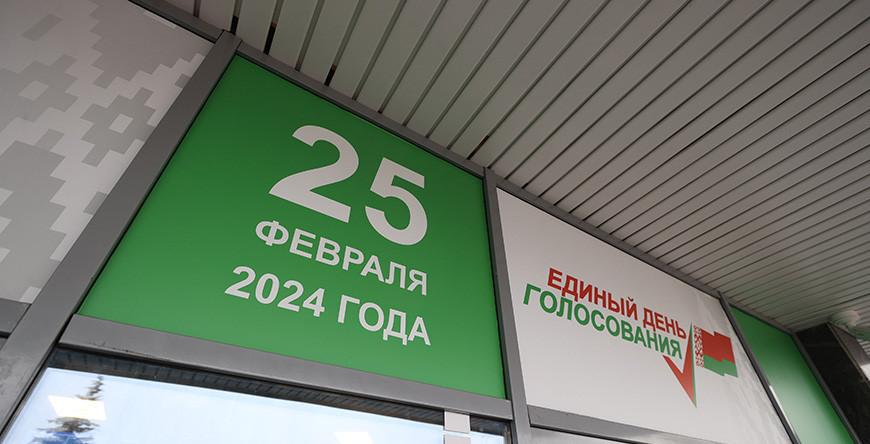 25
ФЕВРАЛЯ
2024 ГОДА
ЕДИНЫЙ ДЕНЬ
ГОЛОСОВАНИЯ